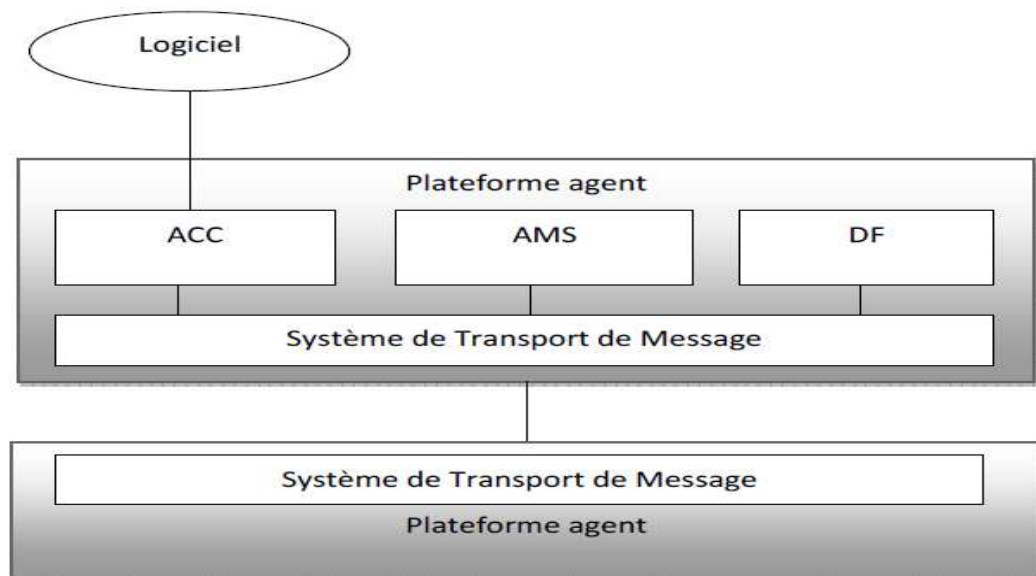 Logiciel
Plateforme agent
ACC
AMS
DF
Système de Transport de Message
Système de Transport de Message
Plateforme agent